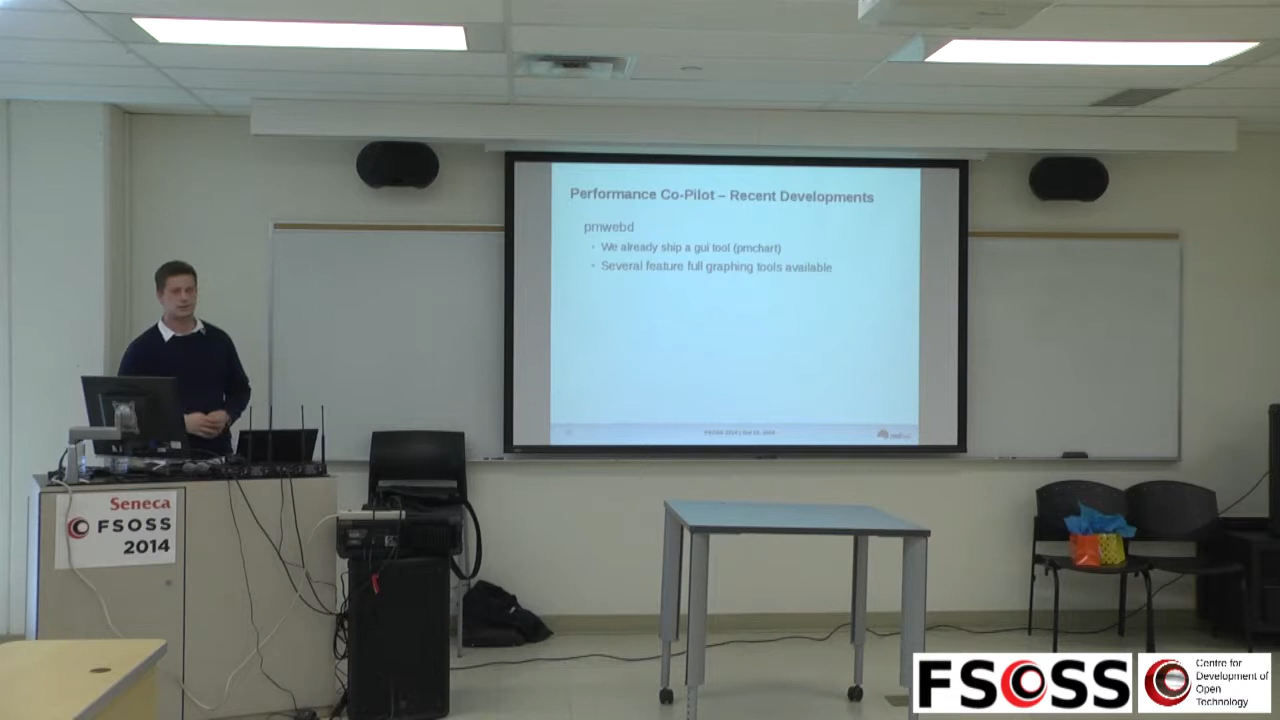 Performance Co-Pilot – Recent Developments
pmwebd
We already ship a gui tool (pmchart)
Several feature full graphing tools available
Seneca
FSOSS
2014
FSOSS
Centre for
Development of
Open
Technology